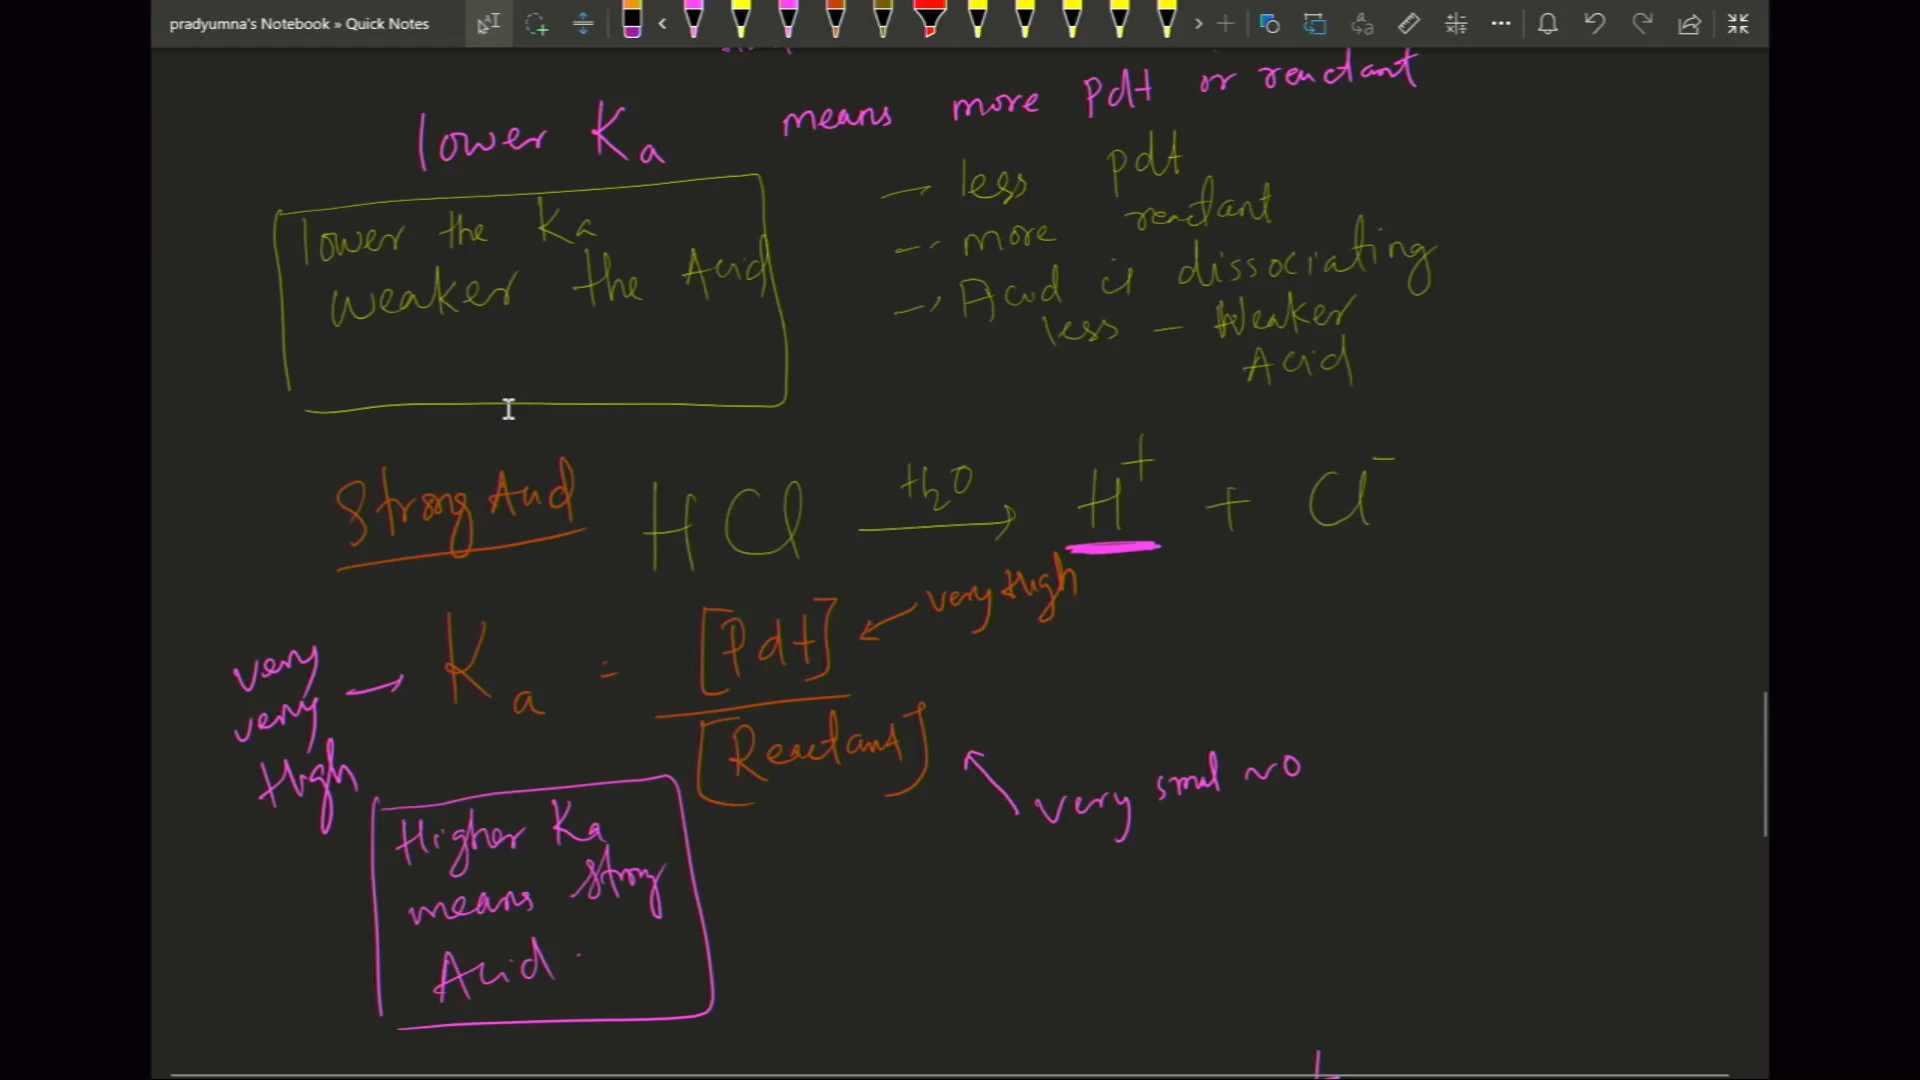 pradyumna's Notebook » Quick Notes
lower Ka means more Pdt or reactant
lower the Ka
weaker the Acid
→ less pdt
→ more reactant
→ Acid is dissociating
less – Weaker
Acid
Strong Acid HCl H2O → H+ + Cl-
very
very
High → Ka = [Pdt] ← very High
[Reactant] very smal no
Higher Ka
means strong
Acid.